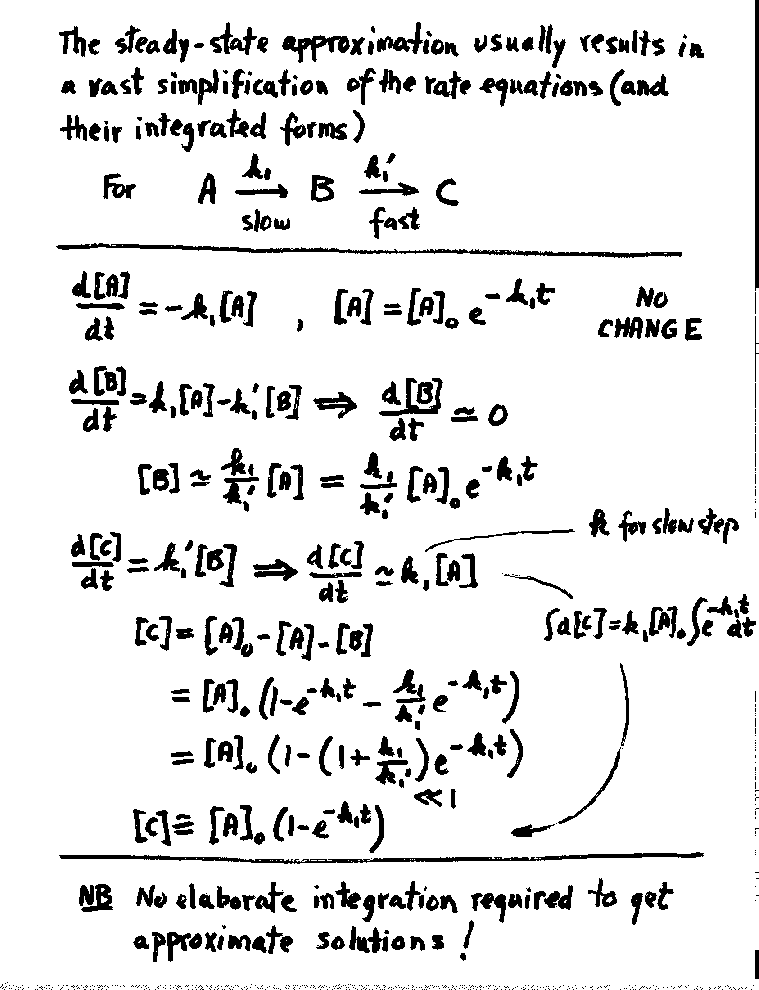 The steady-state approximation usually results in
a vast simplification of the rate equations (and
their integrated forms)
For A —k₁→ B —k₁′→ C
slow fast
d[A]/dt = -k₁[A] , [A] = [A]₀ e^(-k₁t) NO
CHANGE
d[B]/dt = k₁[A] - k₁′[B] ⟹ d[B]/dt ≃ 0
[B] ≃ k₁/k₁′ [A] = k₁/k₁′ [A]₀ e^(-k₁t)
k for slow step
d[C]/dt = k₁′[B] ⟹ d[C]/dt ≃ k₁[A]
[C] = [A]₀ - [A] - [B]
∫d[C] = k₁[A]₀ ∫e^(-k₁t) dt
= [A]₀ (1 - e^(-k₁t) - k₁/k₁′ e^(-k₁t))
= [A]₀ (1 - (1 + k₁/k₁′) e^(-k₁t))
≪ 1
[C] ≅ [A]₀ (1 - e^(-k₁t))
NB No elaborate integration required to get
approximate solutions !